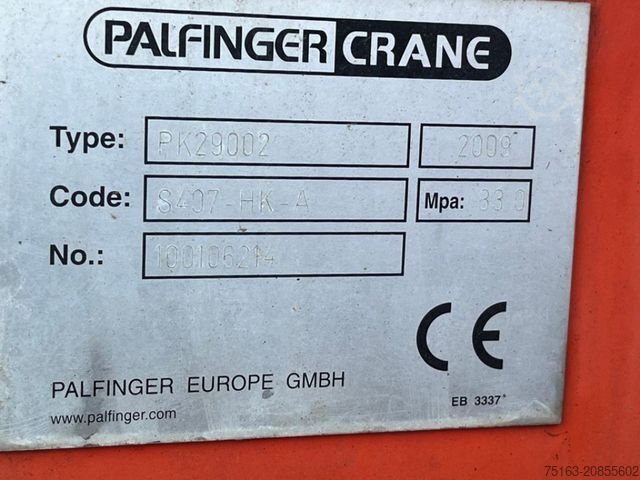 PALFINGER CRANE
Type: PK29002 2009
Code: S407-HK-A Mpa: 33.0
No.: 100106214
CE
PALFINGER EUROPE GMBH
www.palfinger.com
EB 3337*
75163-20855602